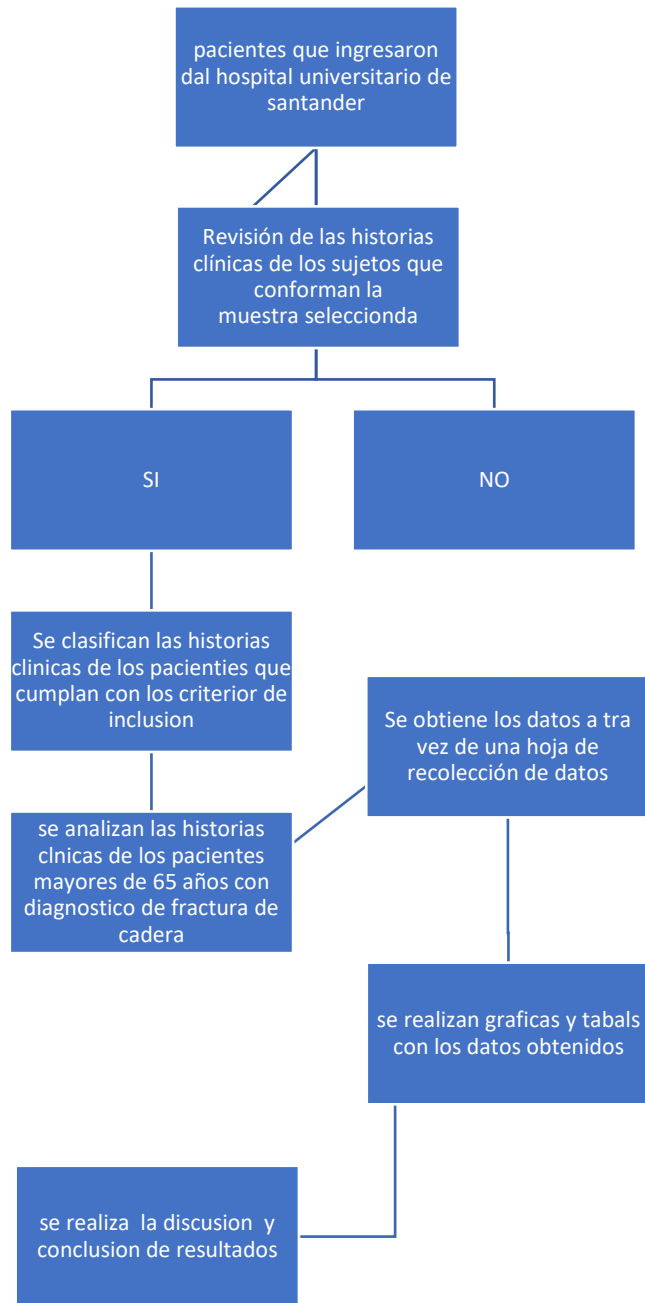 pacientes que ingresaron
dal hospital universitario de
santander
Revisión de las historias
clínicas de los sujetos que
conforman la
muestra seleccionda
SI
NO
Se clasifican las historias
clinicas de los pacienties que
cumplan con los criterior de
inclusion
se analizan las historias
clnicas de los pacientes
mayores de 65 años con
diagnostico de fractura de
cadera
Se obtiene los datos a tra
vez de una hoja de
recolección de datos
se realizan graficas y tabals
con los datos obtenidos
se realiza la discusion y
conclusion de resultados